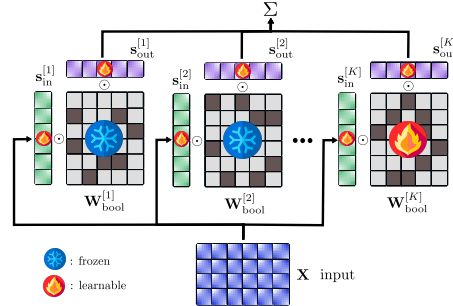 Σ
s_in^[1] s_out^[1] s_in^[2] s_out^[2] s_in^[K] s_ou^[K
⊙ ⊙ ⊙
⊙ ⊙ ••• ⊙
W_bool^[1] W_bool^[2] W_bool^[K]
: frozen
: learnable
X input